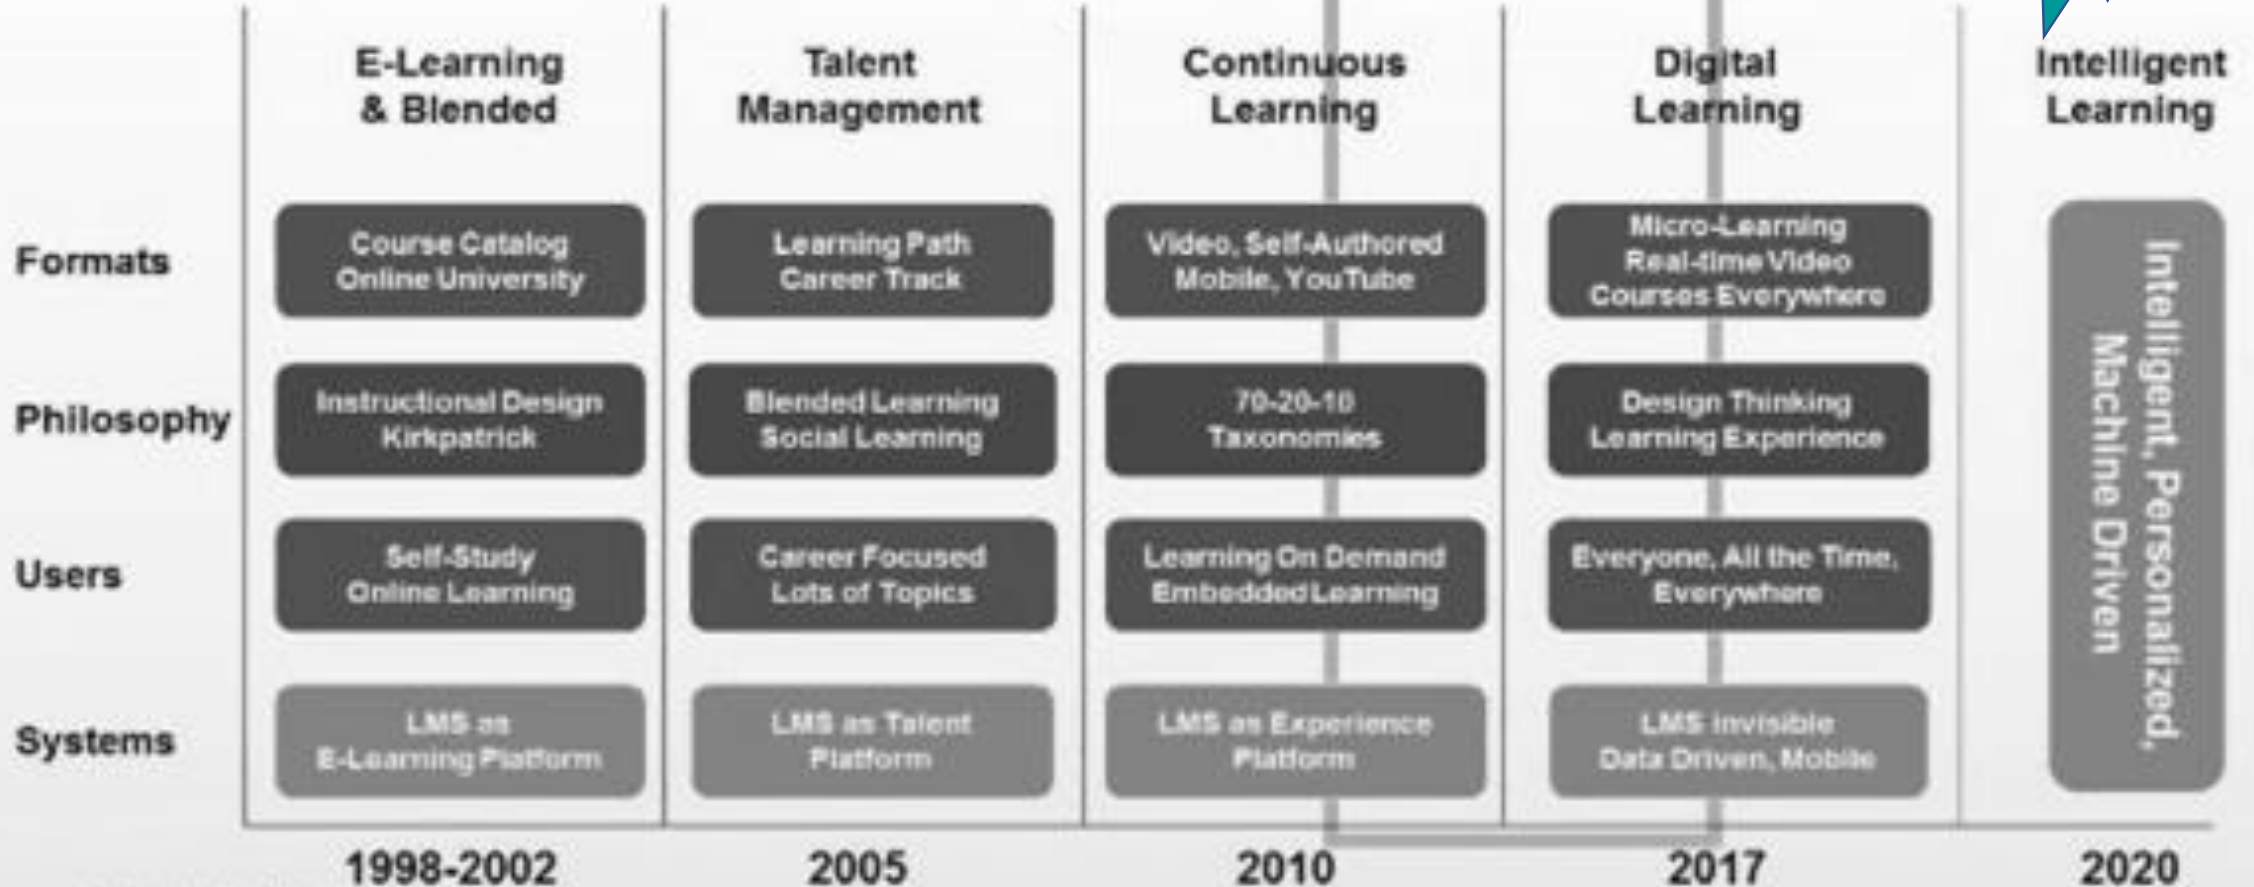 E-Learning
& Blended
Talent
Management
Continuous
Learning
Digital
Learning
Intelligent
Learning
Formats
Course Catalog
Online University
Learning Path
Career Track
Video, Self-Authored
Mobile, YouTube
Micro-Learning
Real-time Video
Courses Everywhere
Philosophy
Instructional Design
Kirkpatrick
Blended Learning
Social Learning
70-20-10
Taxonomies
Design Thinking
Learning Experience
Users
Self-Study
Online Learning
Career Focused
Lots of Topics
Learning On Demand
Embedded Learning
Everyone, All the Time,
Everywhere
Systems
LMS as
E-Learning Platform
LMS as Talent
Platform
LMS as Experience
Platform
LMS invisible
Data Driven, Mobile
Intelligent, Personalized,
Machine Driven
1998-2002
2005
2010
2017
2020